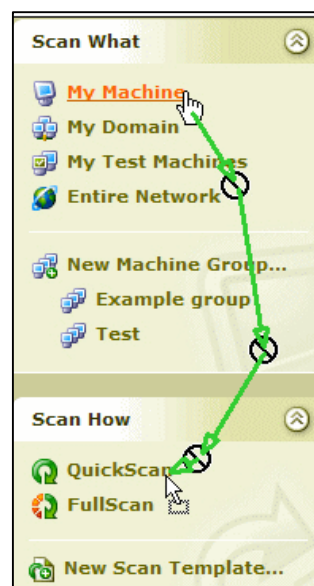 Scan What
My Machine
My Domain
My Test Machines
Entire Network
New Machine Group...
Example group
Test
Scan How
QuickScan
FullScan
New Scan Template...